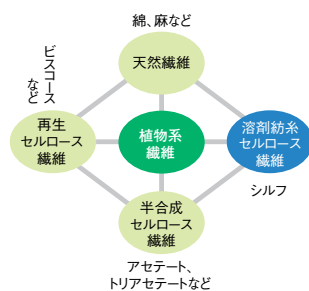 綿、麻など
天然繊維
ビスコース
など
再生
セルロース
繊維
植物系
繊維
溶剤紡糸
セルロース
繊維
シルフ
半合成
セルロース
繊維
アセテート、
トリアセテートなど